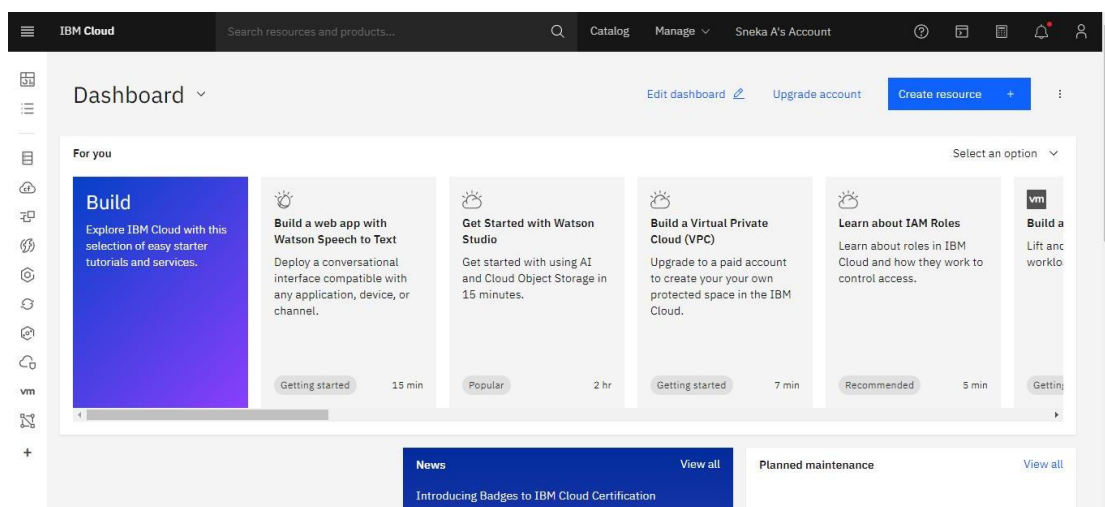 IBM Cloud
Search resources and products...
Catalog
Manage
Sneka A's Account
Dashboard
Edit dashboard
Upgrade account
Create resource +
For you
Select an option
Build
Explore IBM Cloud with this
selection of easy starter
tutorials and services.
Build a web app with
Watson Speech to Text
Deploy a conversational
interface compatible with
any application, device, or
channel.
Getting started
15 min
Get Started with Watson
Studio
Get started with using AI
and Cloud Object Storage in
15 minutes.
Popular
2 hr
Build a Virtual Private
Cloud (VPC)
Upgrade to a paid account
to create your your own
protected space in the IBM
Cloud.
Getting started
7 min
Learn about IAM Roles
Learn about roles in IBM
Cloud and how they work to
control access.
Recommended
5 min
vm
Build a
Lift and
worklo
Getting
vm
News
View all
Introducing Badges to IBM Cloud Certification
Planned maintenance
View all